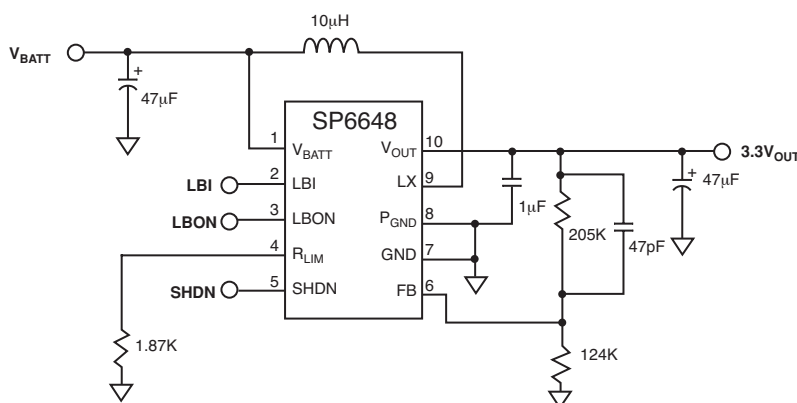 10μH
V_BATT
+
47μF
SP6648
1
V_BATT
V_OUT
10
3.3V_OUT
LBI
2
LBI
LX
9
1μF
+
47μF
LBON
3
LBON
P_GND
8
205K
47pF
4
R_LIM
GND
7
SHDN
5
SHDN
FB
6
1.87K
124K